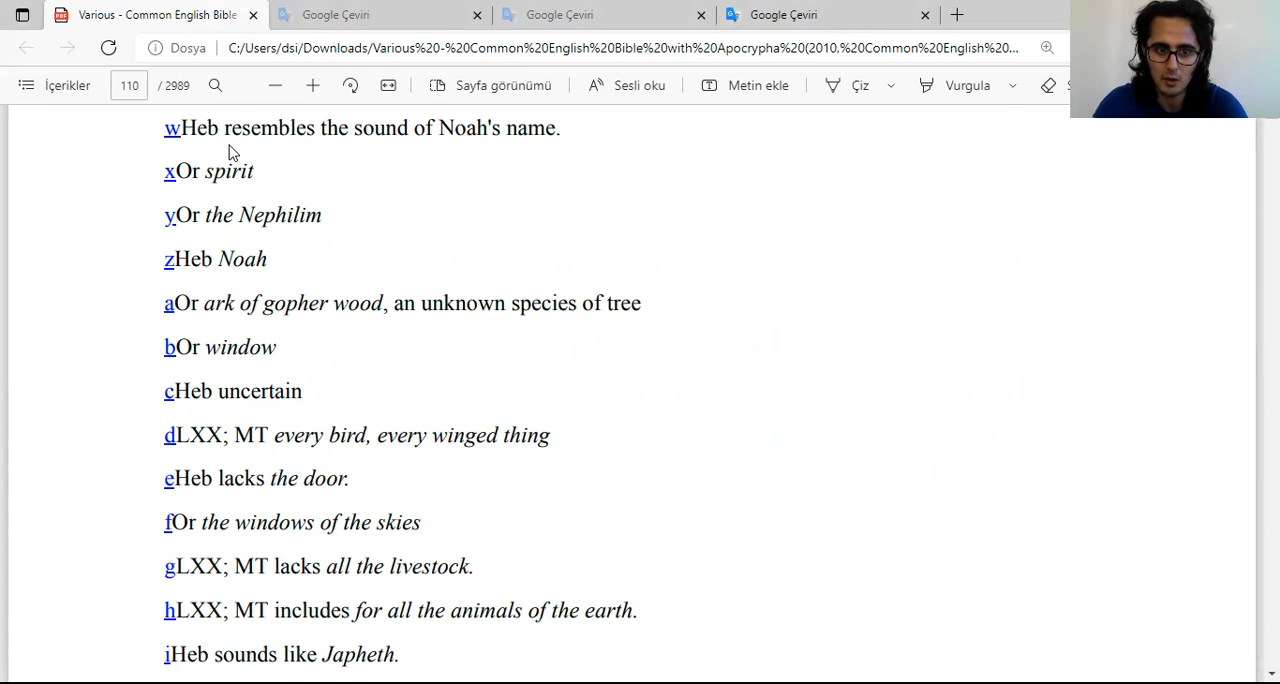 Various - Common English Bible
Google Çeviri
Google Çeviri
Google Çeviri
Dosya
C:/Users/dsi/Downloads/Various%20-%20Common%20English%20Bible%20with%20Apocrypha%20(2010,%20Common%20English%20...
İçerikler
110
/ 2989
Sayfa görünümü
Sesli oku
Metin ekle
Çiz
Vurgula
wHeb resembles the sound of Noah's name.
xOr spirit
yOr the Nephilim
zHeb Noah
aOr ark of gopher wood, an unknown species of tree
bOr window
cHeb uncertain
dLXX; MT every bird, every winged thing
eHeb lacks the door.
fOr the windows of the skies
gLXX; MT lacks all the livestock.
hLXX; MT includes for all the animals of the earth.
iHeb sounds like Japheth.